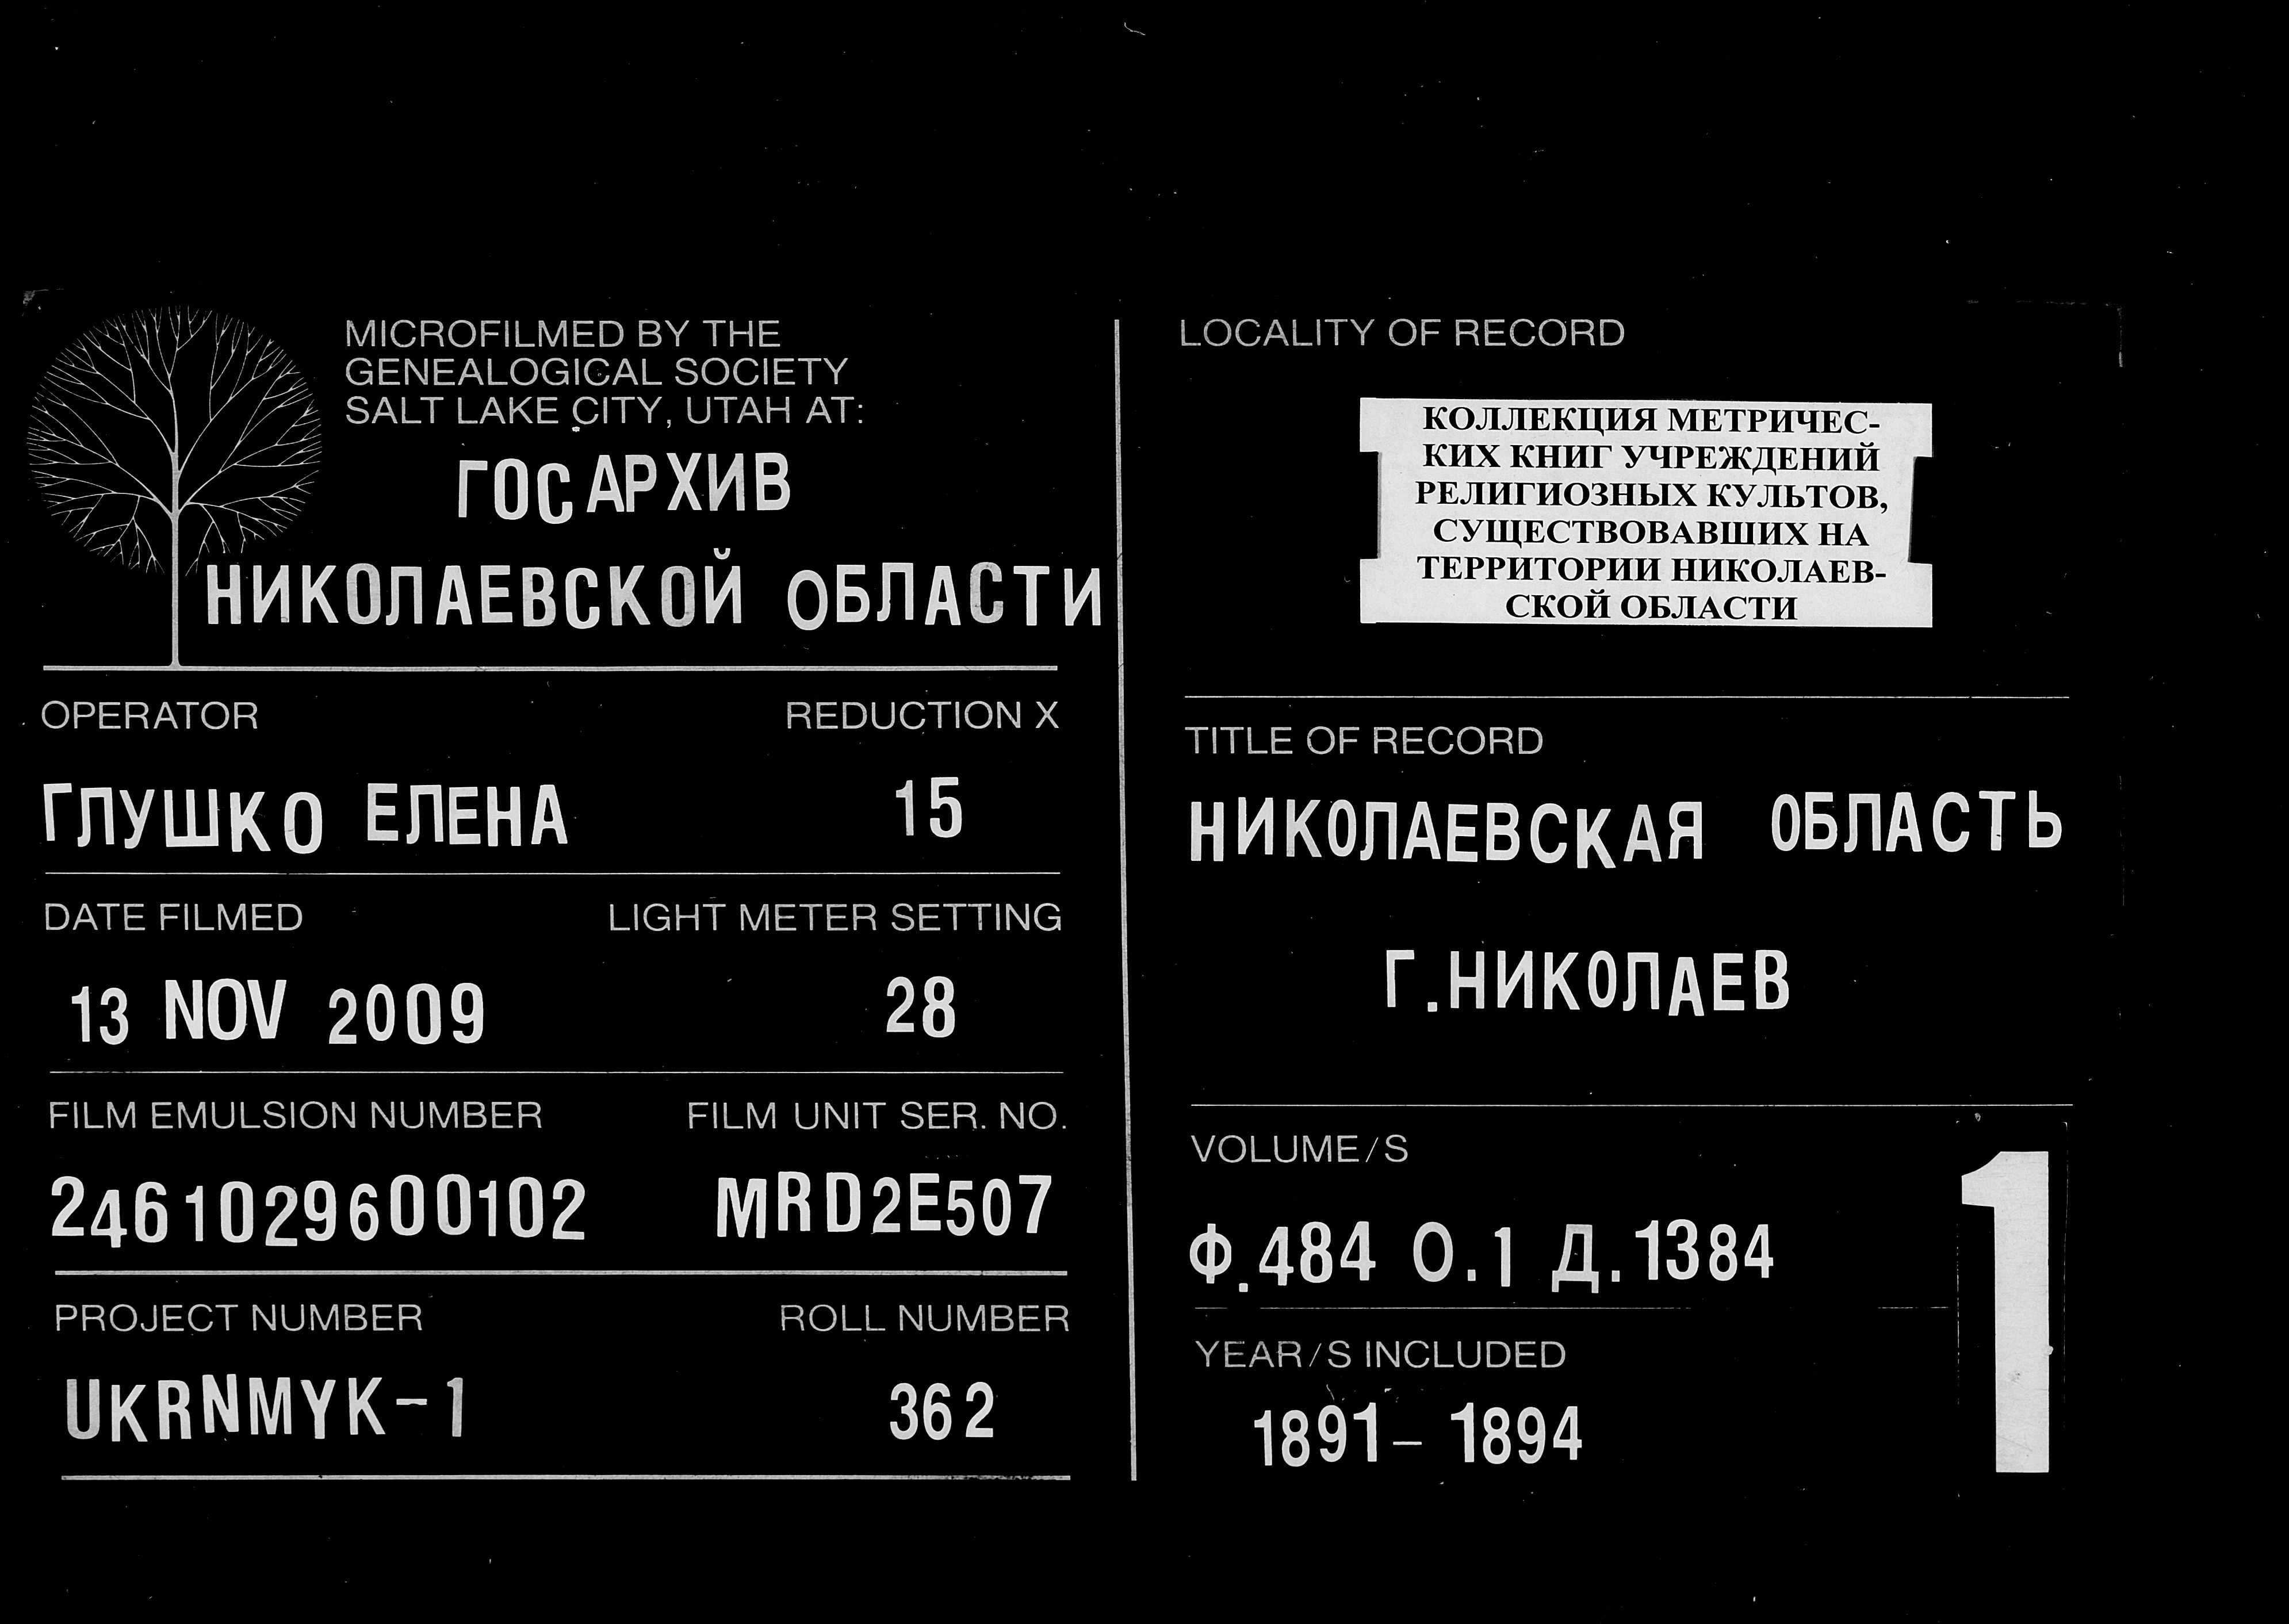 MICROFILMED BY THE
GENEALOGICAL SOCIETY
SALT LAKE CITY, UTAH AT:
ГОСАРХИВ
НИКОЛАЕВСКОЙ ОБЛАСТИ
OPERATOR REDUCTION X
ГЛУШКО ЕЛЕНА 15
DATE FILMED LIGHT METER SETTING
13 NOV 2009 28
FILM EMULSION NUMBER FILM UNIT SER. NO.
2461029600102 MRD2E507
PROJECT NUMBER ROLL NUMBER
UKRNMYK-1 362
LOCALITY OF RECORD
КОЛЛЕКЦИЯ МЕТРИЧЕС-
КИХ КНИГ УЧРЕЖДЕНИЙ
РЕЛИГИОЗНЫХ КУЛЬТОВ,
СУЩЕСТВОВАВШИХ НА
ТЕРРИТОРИИ НИКОЛАЕВ-
СКОЙ ОБЛАСТИ
TITLE OF RECORD
НИКОЛАЕВСКАЯ ОБЛАСТЬ
Г.НИКОЛАЕВ
VOLUME/S
Ф.484 О.1 Д.1384
YEAR/S INCLUDED
1891-1894
1